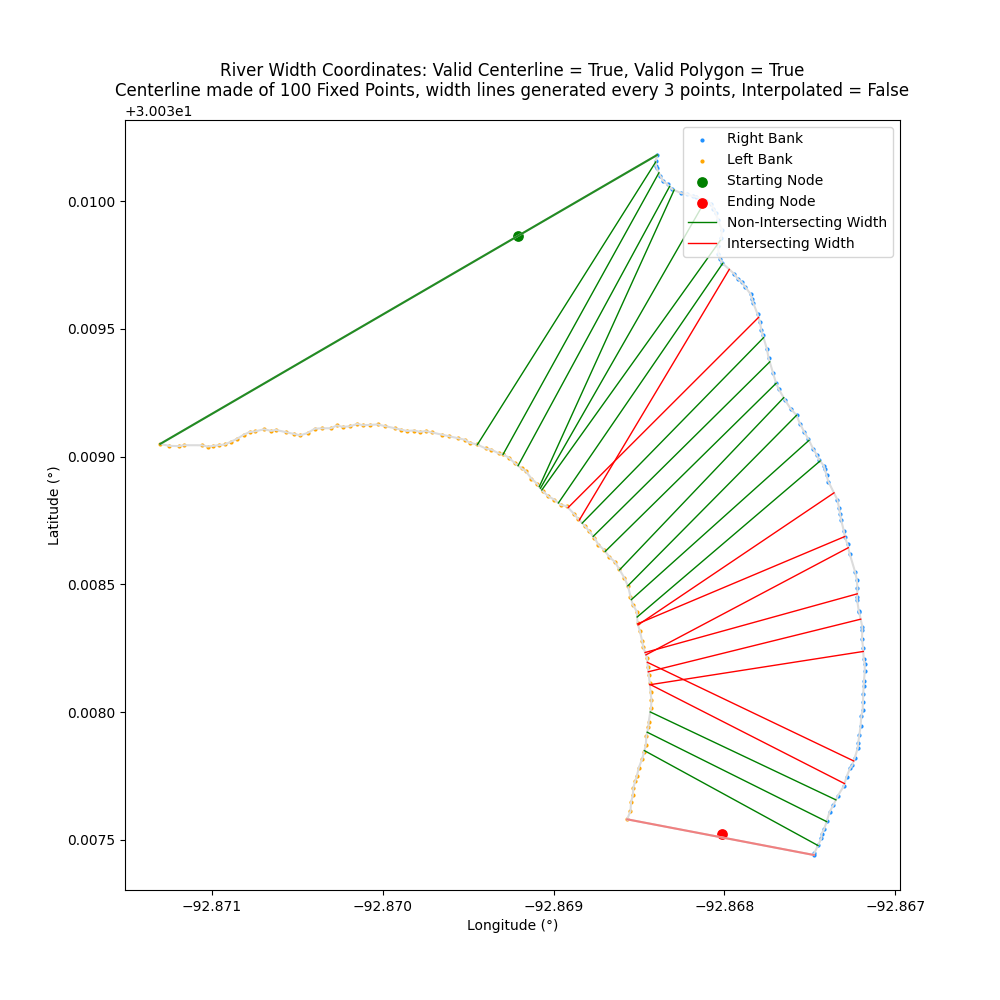 River Width Coordinates: Valid Centerline = True, Valid Polygon = True
Centerline made of 100 Fixed Points, width lines generated every 3 points, Interpolated = False
+3.003e1
Right Bank
Left Bank
Starting Node
Ending Node
Non-Intersecting Width
Intersecting Width
0.0100
0.0095
0.0090
0.0085
0.0080
0.0075
Latitude (°)
−92.871
−92.870
−92.869
−92.868
−92.867
Longitude (°)